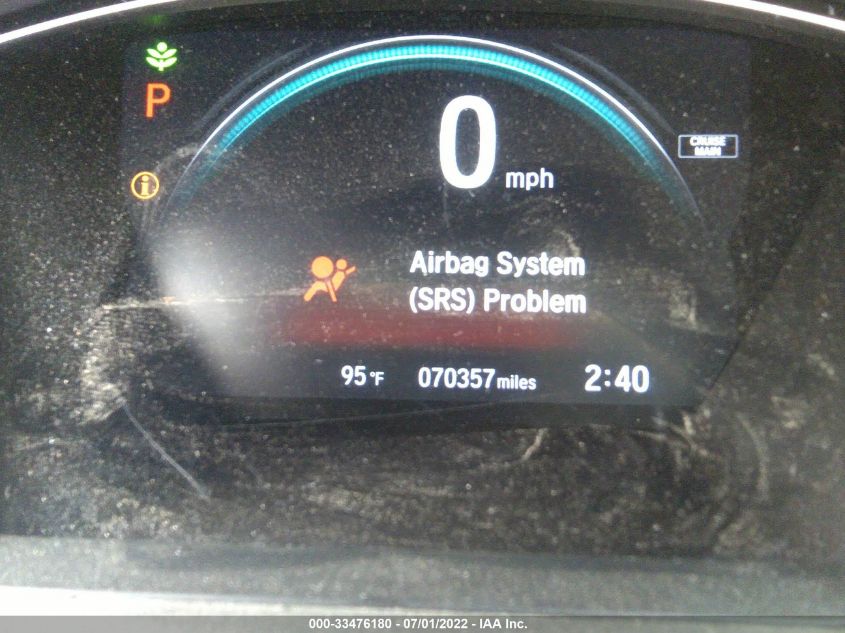 P
0 mph
CRUISE
MAIN
i
Airbag System
(SRS) Problem
95°F 070357 miles 2:40
000-33476180 - 07/01/2022 - IAA Inc.